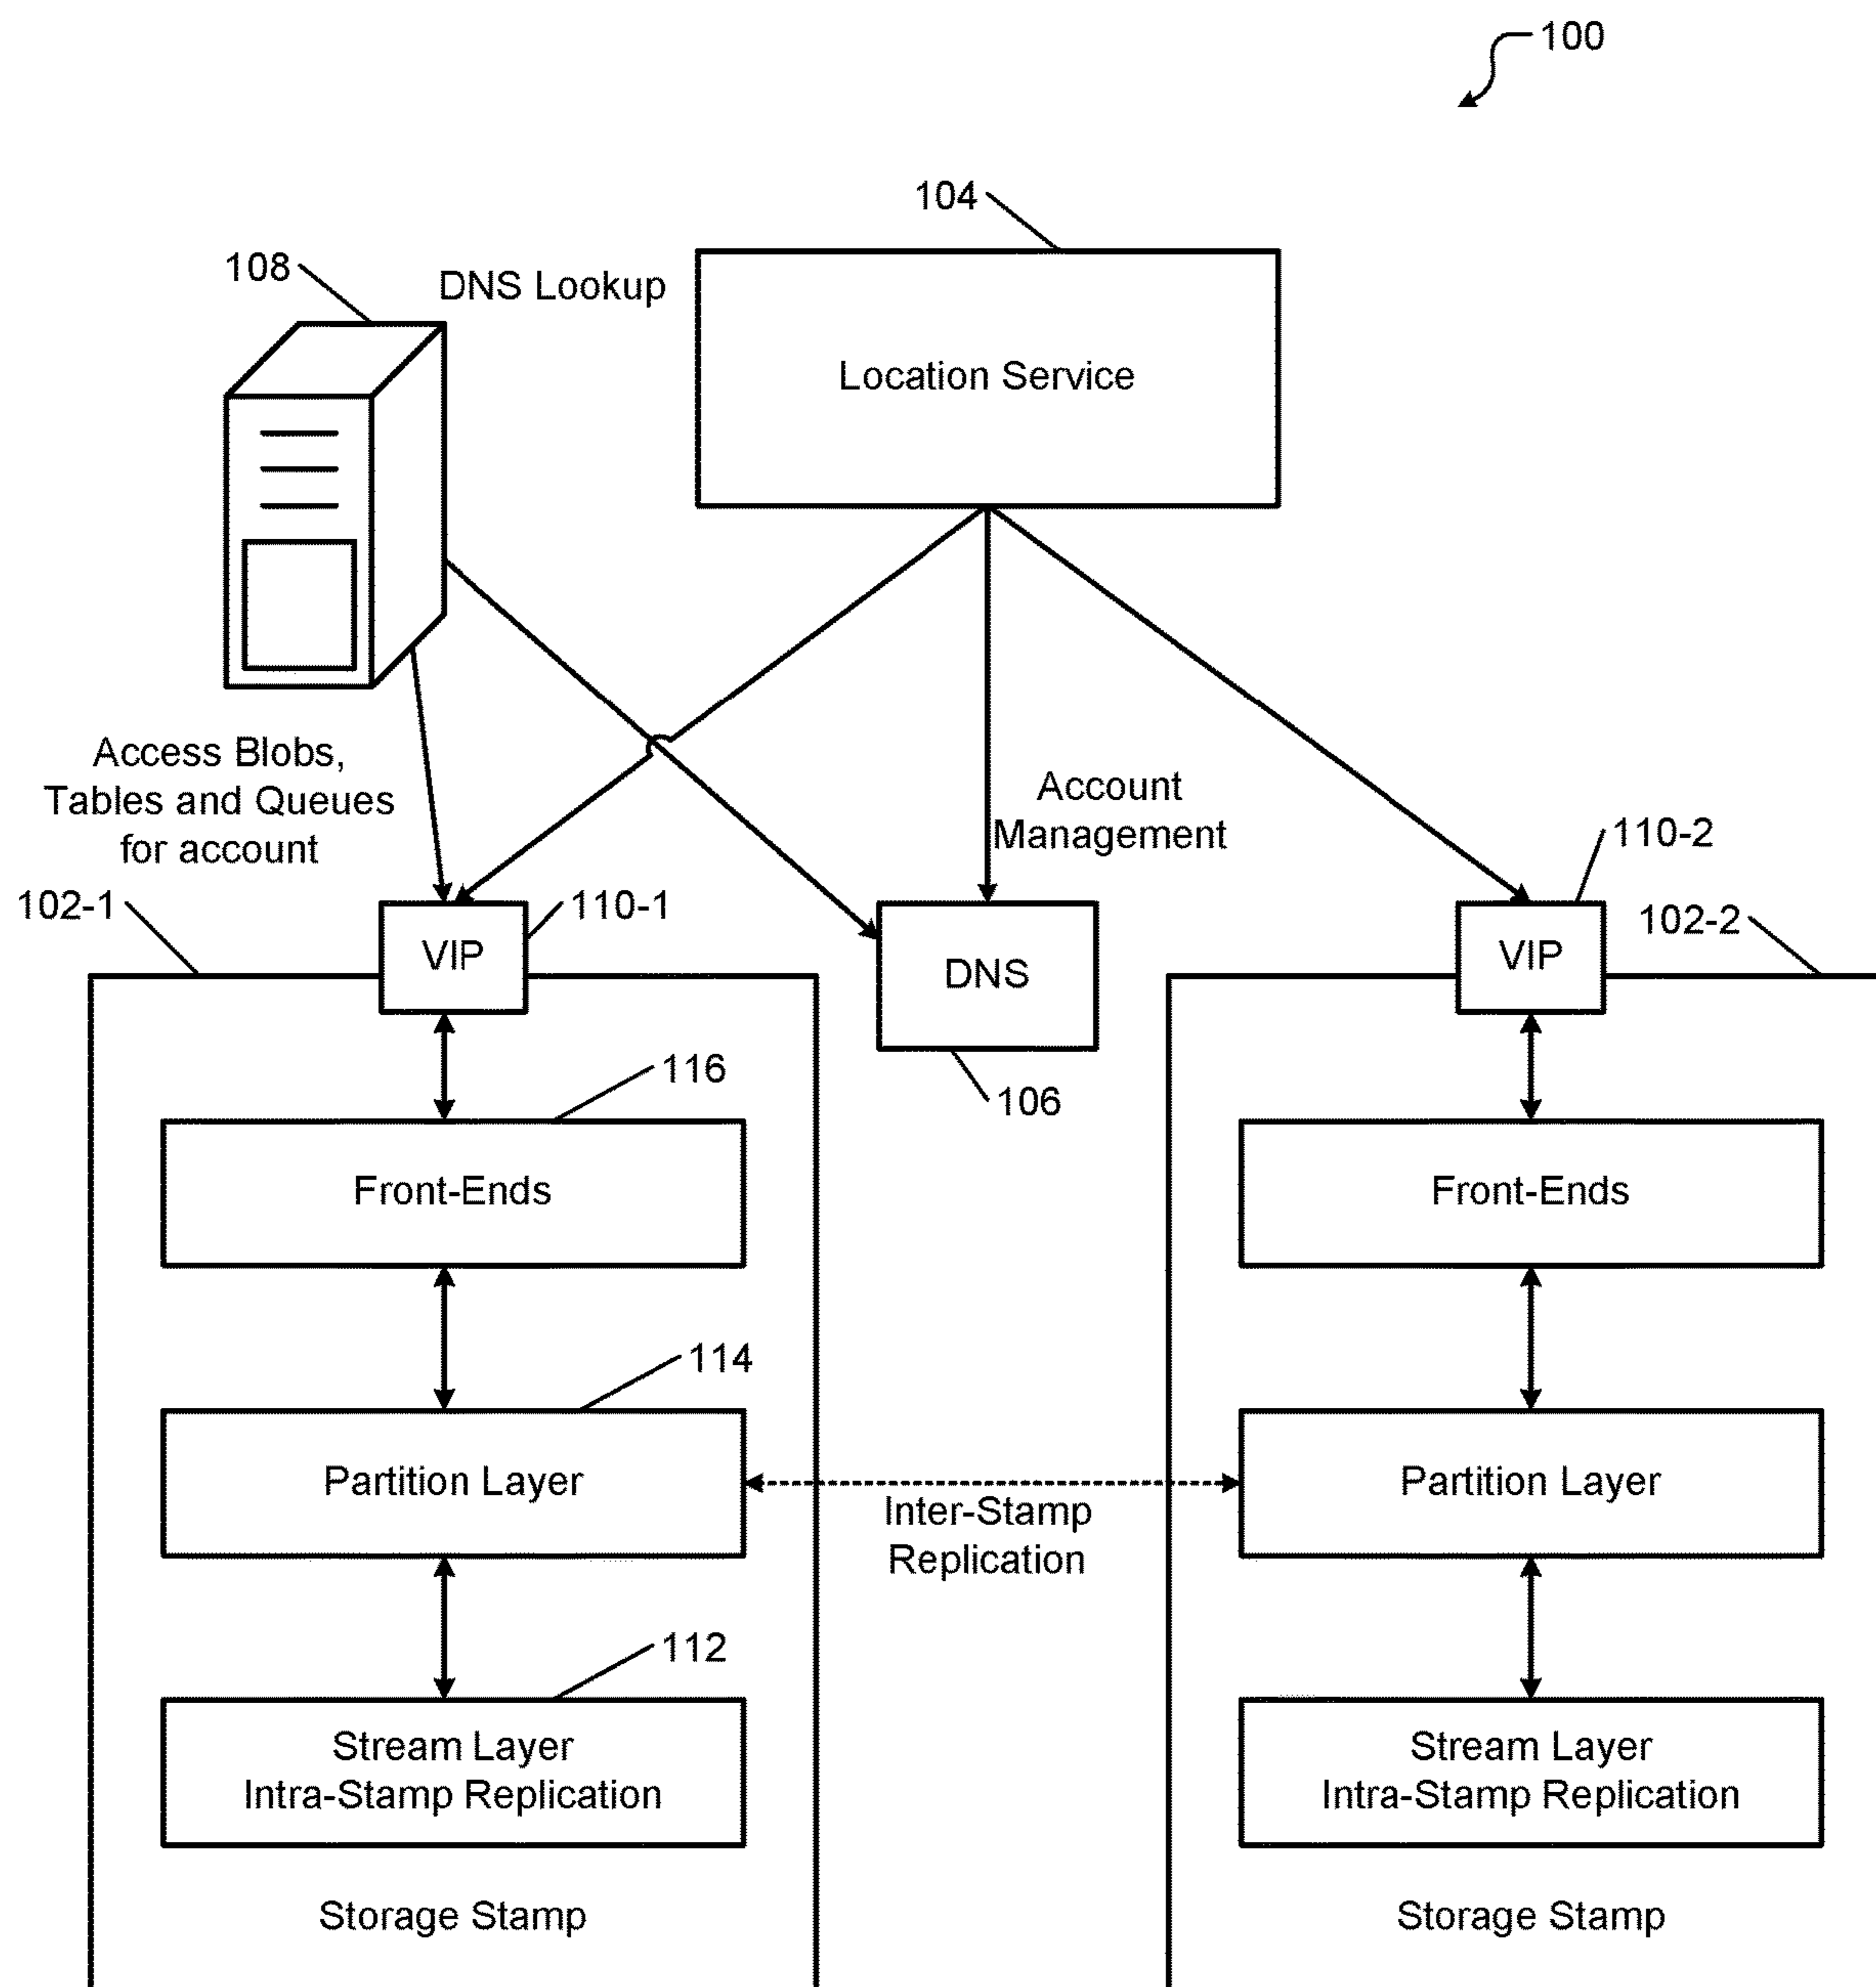 100
104
108
DNS Lookup
Location Service
Access Blobs,
Tables and Queues
for account
Account
Management
110-2
102-1
110-1
102-2
VIP
VIP
DNS
116
106
Front-Ends
Front-Ends
114
Partition Layer
Partition Layer
Inter-Stamp
Replication
112
Stream Layer
Intra-Stamp Replication
Stream Layer
Intra-Stamp Replication
Storage Stamp
Storage Stamp